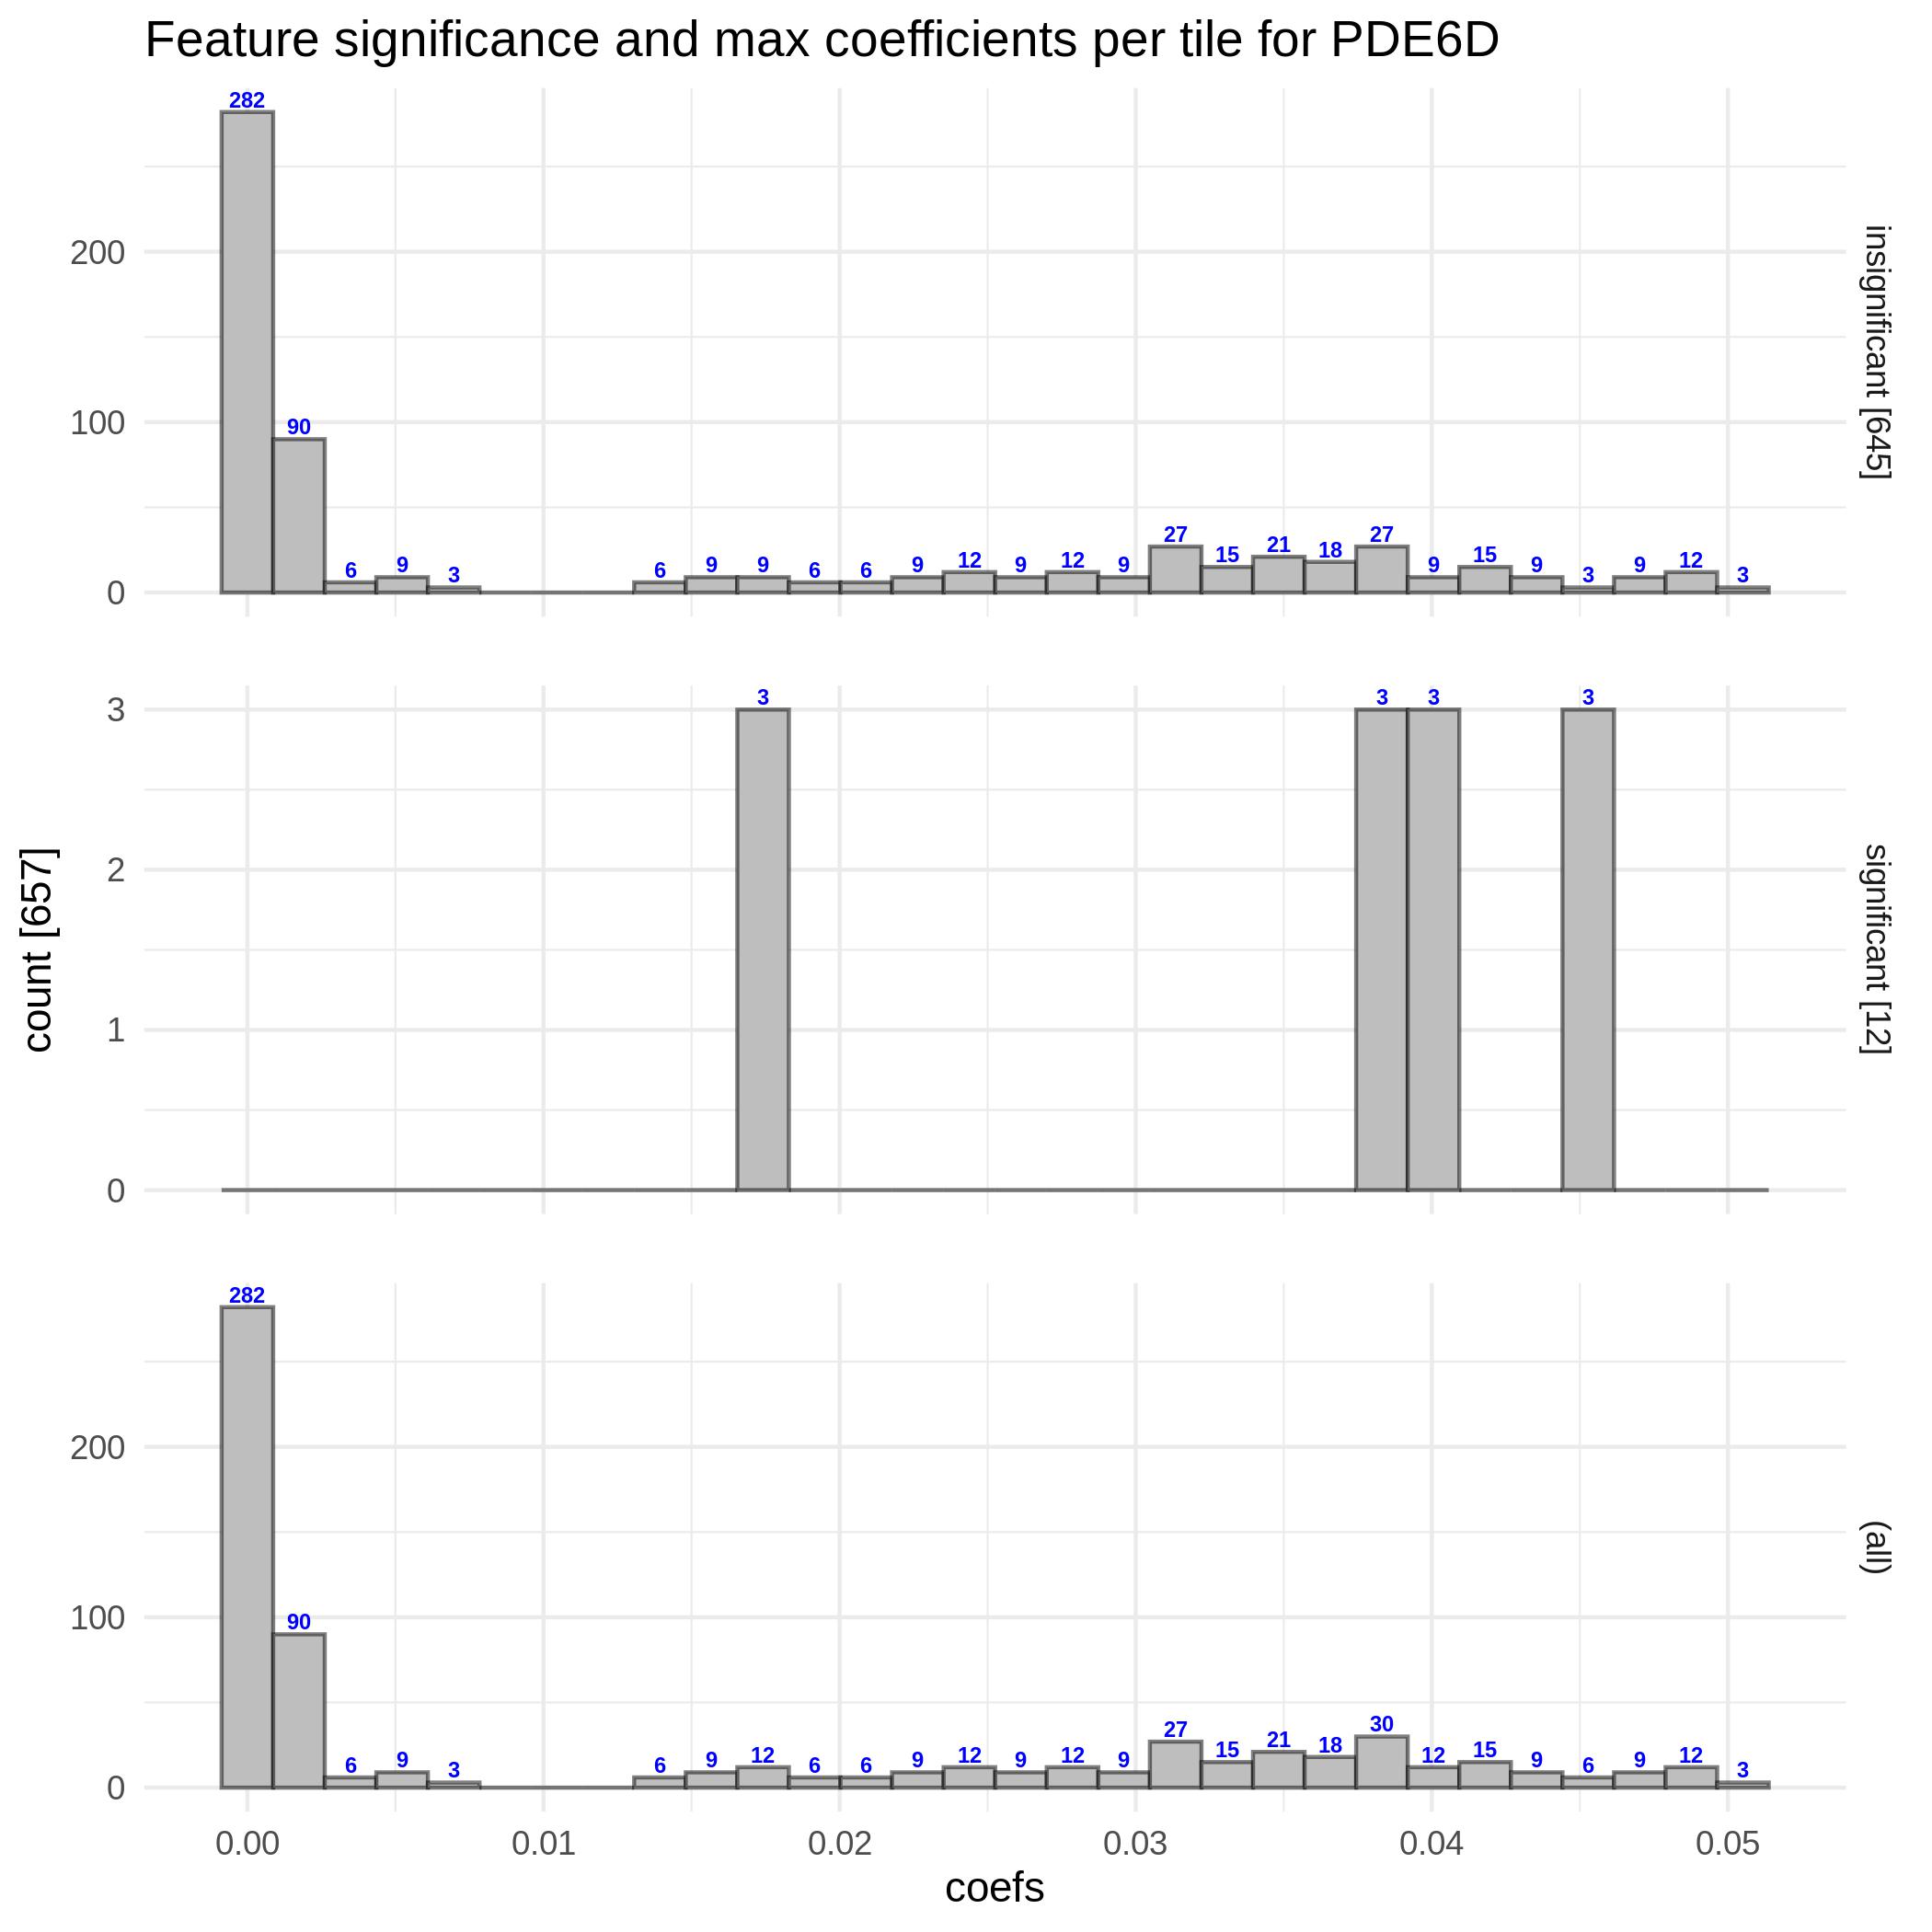 Feature significance and max coefficients per tile for PDE6D
282
90
6 9 3 6 9 9 6 6 9 12 9 12 9 27 15 21 18 27 9 15 9 3 9 12 3
200
100
0
insignificant [645]
3 3 3 3
3
2
1
0
significant [12]
count [657]
282
90
6 9 3 6 9 12 6 6 9 12 9 12 9 27 15 21 18 30 12 15 9 6 9 12 3
200
100
0
(all)
0.00 0.01 0.02 0.03 0.04 0.05
coefs